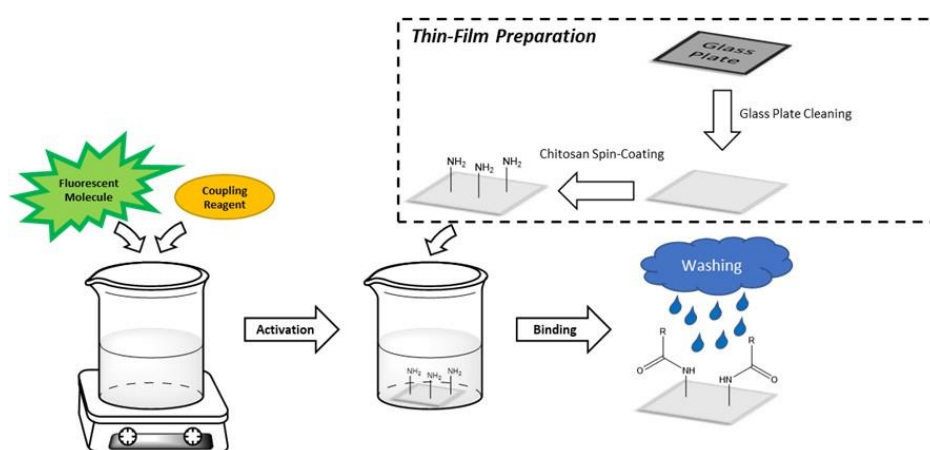 Thin-Film Preparation
Glass
Plate
Glass Plate Cleaning
Chitosan Spin-Coating
NH2
NH2
NH2
Fluorescent
Molecule
Coupling
Reagent
Activation
NH2
NH2
NH2
Binding
Washing
R
R
O
NH
HN
O